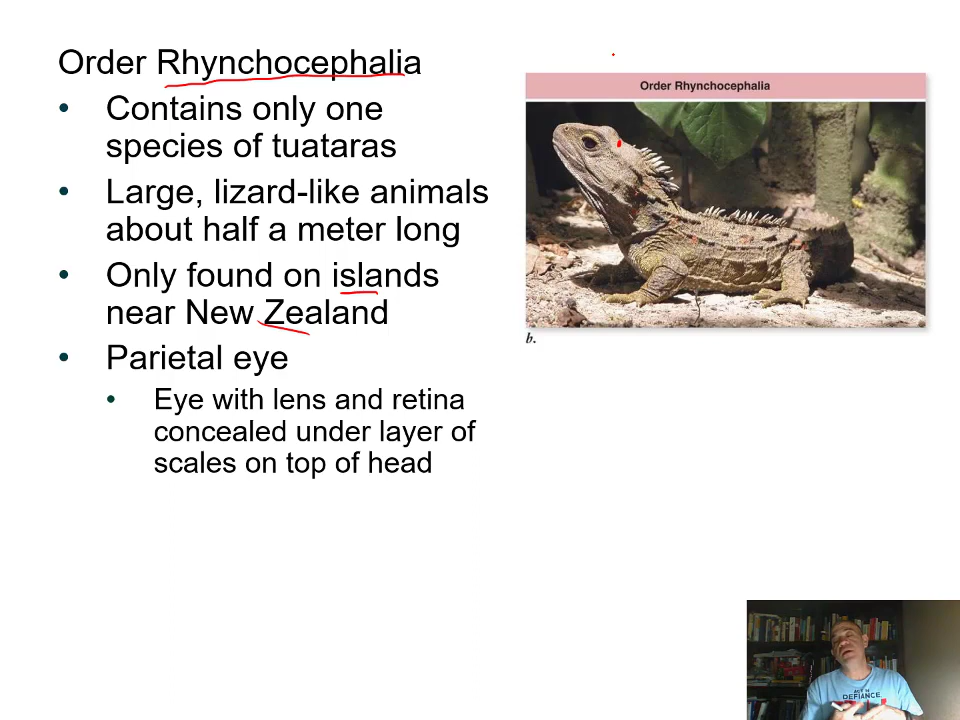 Order Rhynchocephalia
• Contains only one
species of tuataras
• Large, lizard-like animals
about half a meter long
• Only found on islands
near New Zealand
• Parietal eye
• Eye with lens and retina
concealed under layer of
scales on top of head
Order Rhynchocephalia
b.
DEFIANCE